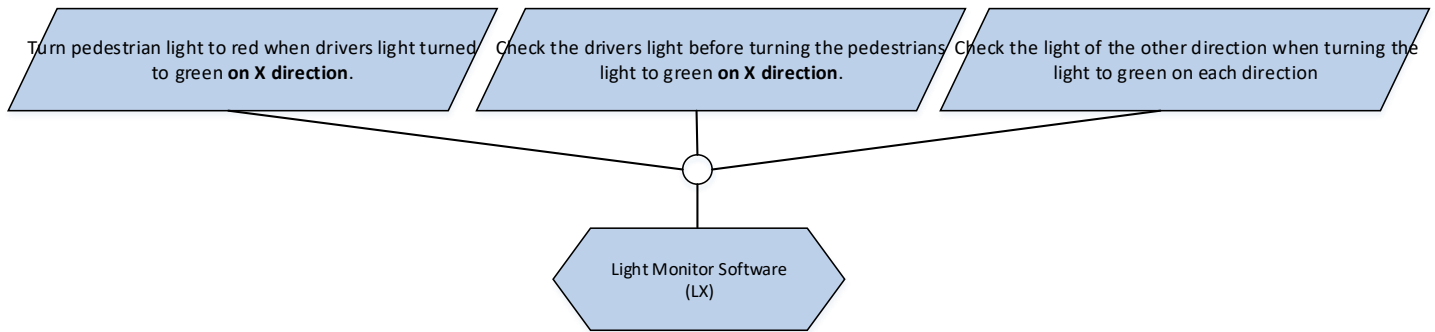 Turn pedestrian light to red when drivers light turned
to green on X direction.
Check the drivers light before turning the pedestrians
light to green on X direction.
Check the light of the other direction when turning the
light to green on each direction
Light Monitor Software
(LX)